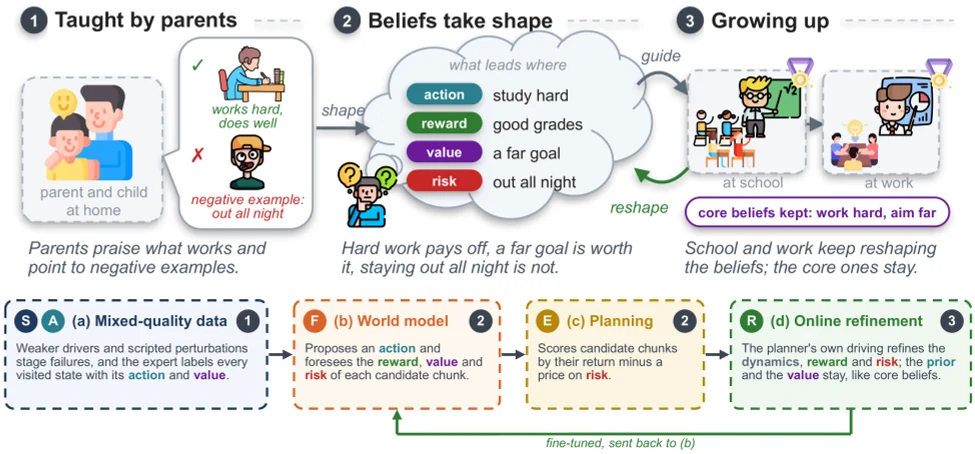 1 Taught by parents
✓
works hard,
does well
✗
negative example:
out all night
parent and child
at home
Parents praise what works and
point to negative examples.
shape
2 Beliefs take shape
what leads where
action study hard
reward good grades
value a far goal
risk out all night
? ?
Hard work pays off, a far goal is worth
it, staying out all night is not.
guide
reshape
3 Growing up
√2
at school
at work
core beliefs kept: work hard, aim far
School and work keep reshaping
the beliefs; the core ones stay.
S A (a) Mixed-quality data 1
Weaker drivers and scripted perturbations
stage failures, and the expert labels every
visited state with its action and value.
F (b) World model 2
Proposes an action and
foresees the reward, value and
risk of each candidate chunk.
E (c) Planning 2
Scores candidate chunks
by their return minus a
price on risk.
R (d) Online refinement 3
The planner's own driving refines the
dynamics, reward and risk; the prior
and the value stay, like core beliefs.
fine-tuned, sent back to (b)